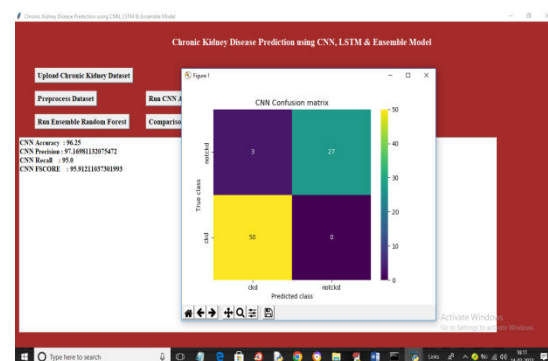 Chronic Kidney Disease Prediction using CNN, LSTM & Ensemble Model
Chronic Kidney Disease Prediction using CNN, LSTM & Ensemble Model
Upload Chronic Kidney Dataset
Preprocess Dataset
Run CNN A
Run Ensemble Random Forest
Compariso
CNN Accuracy : 96.25
CNN Precision : 97.16981132075472
CNN Recall : 95.0
CNN FSCORE : 95.91211037301993
Figure 1
CNN Confusion matrix
True class
notckd
ckd
3
27
50
0
ckd
notckd
Predicted class
50
40
30
20
10
0
Activate Windows
Go to Settings to activate Windows.
Type here to search
Links